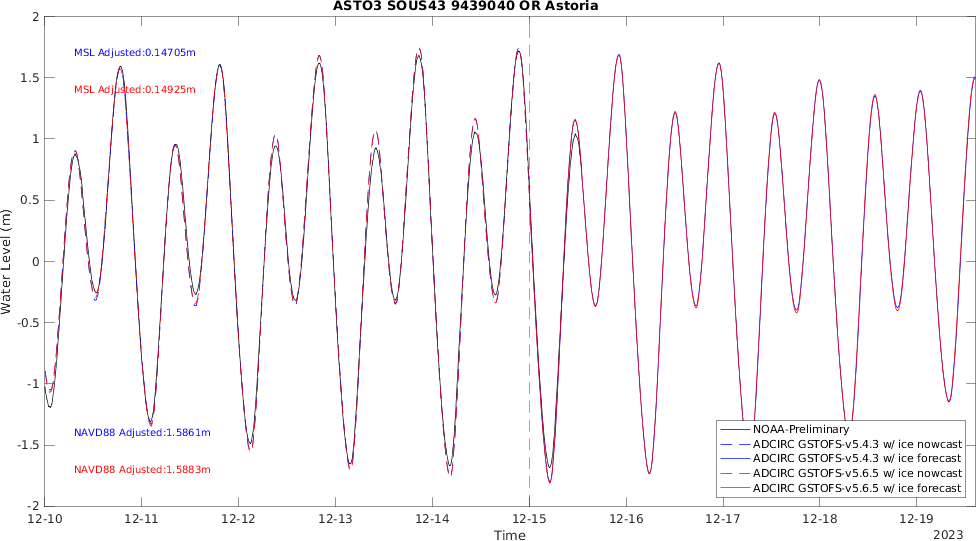 ASTO3 SOUS43 9439040 OR Astoria
2
1.5
1
0.5
0
-0.5
-1
-1.5
-2
Water Level (m)
MSL Adjusted:0.14705m
MSL Adjusted:0.14925m
NAVD88 Adjusted:1.5861m
NAVD88 Adjusted:1.5883m
NOAA-Preliminary
ADCIRC GSTOFS-v5.4.3 w/ ice nowcast
ADCIRC GSTOFS-v5.4.3 w/ ice forecast
ADCIRC GSTOFS-v5.6.5 w/ ice nowcast
ADCIRC GSTOFS-v5.6.5 w/ ice forecast
12-10 12-11 12-12 12-13 12-14 12-15 12-16 12-17 12-18 12-19
Time
2023